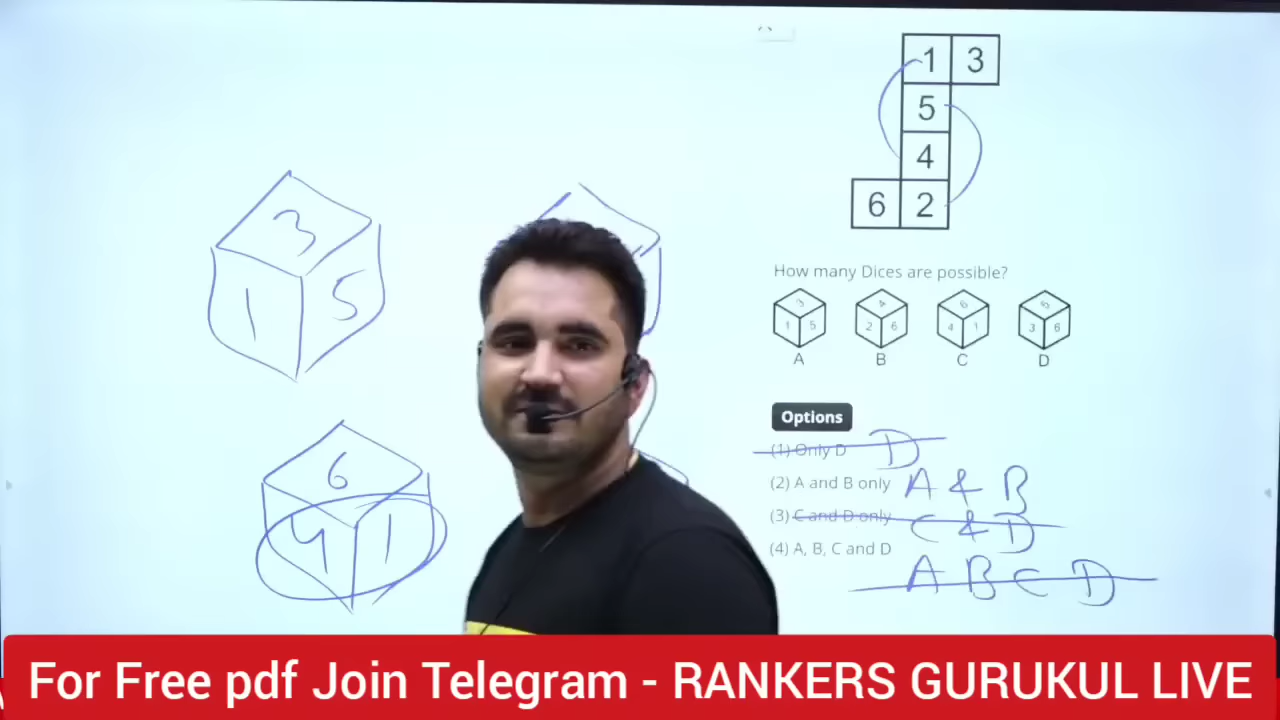 1 3
5
4
6 2
How many Dices are possible?
3 1 5
4 2 6
6 4 1
5 3 6
A B C D
Options
(1) Only D D
(2) A and B only A & B
(3) C and D only C & D
(4) A, B, C and D
A B C D
3
1 5
6
4 1
For Free pdf Join Telegram - RANKERS GURUKUL LIVE